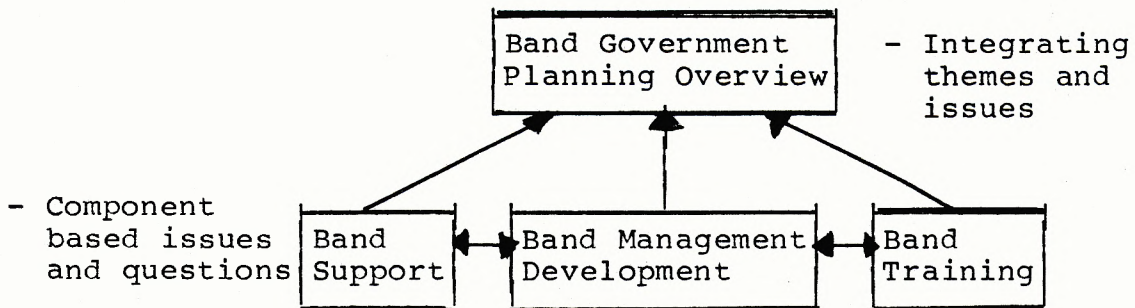 Band Government
Planning Overview
- Integrating
themes and
issues
- Component
based issues
and questions
Band
Support
Band Management
Development
Band
Training